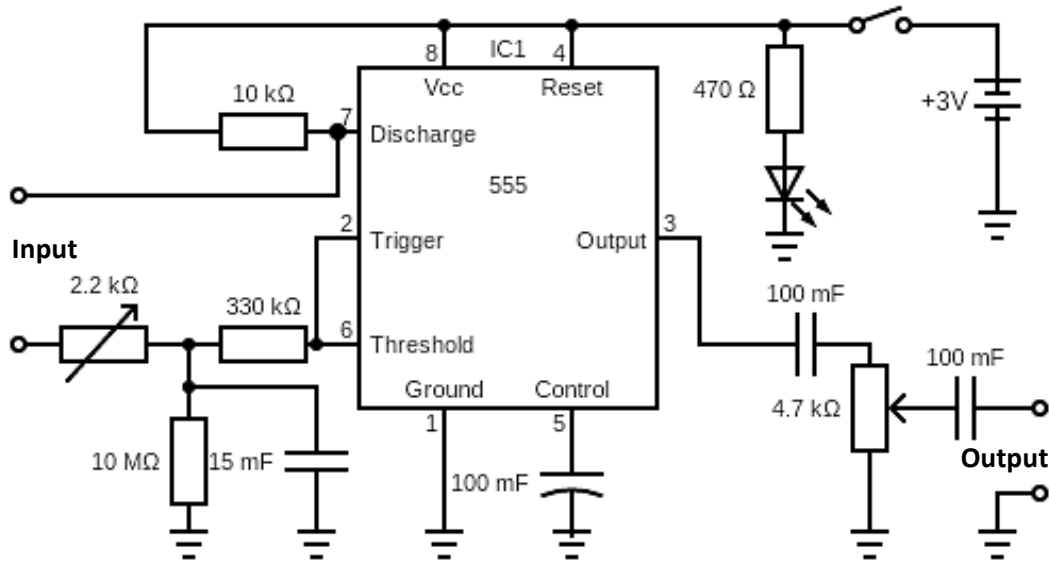 8
IC1
4
Vcc
Reset
470 Ω
+3V
10 kΩ
7
Discharge
555
2
Trigger
Output
3
Input
2.2 kΩ
330 kΩ
100 mF
6
Threshold
100 mF
Ground
Control
4.7 kΩ
1
5
10 MΩ
15 mF
100 mF
Output